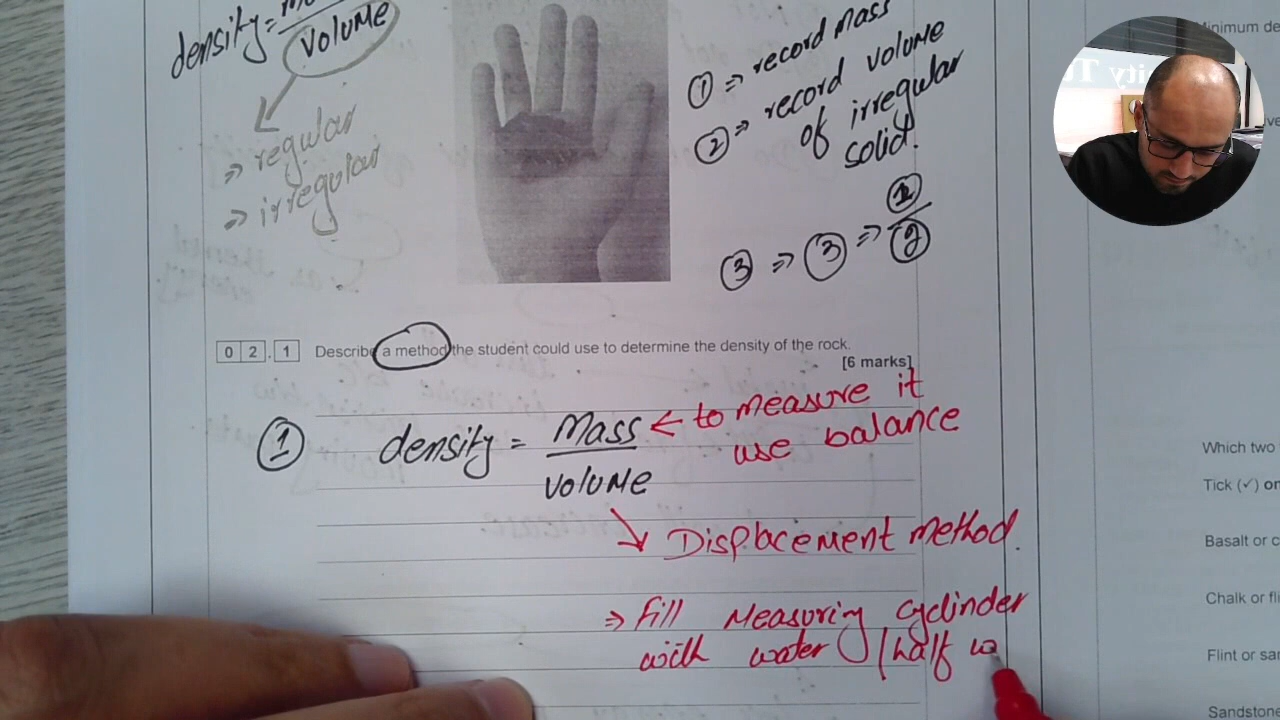 density =
volume
=> regular
=> irregular
① => record mass
② => record volume
of irregular
solid.
③ => ③ => ①/②
0 2 . 1 Describe a method the student could use to determine the density of the rock.
[6 marks]
① density = Mass ← to measure it
use balance
volume
↘ Displacement method.
=> fill Measuring cyclinder
with water (half w
Minimum de
Which two
Tick (✓) on
Basalt or c
Chalk or fli
Flint or sa
Sandstone